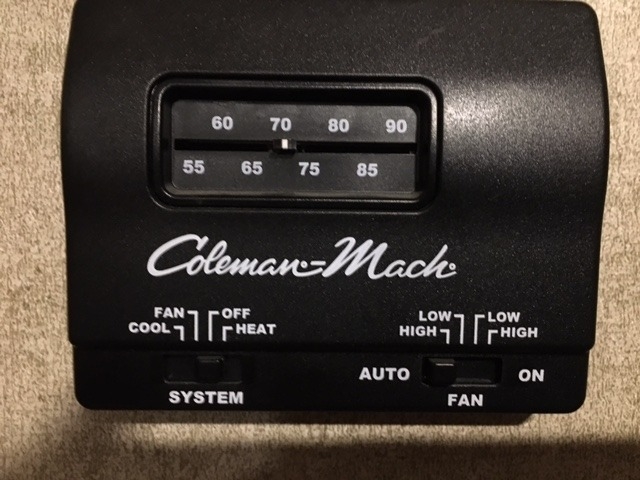 60 70 80 90
55 65 75 85
Coleman-Mach
FAN OFF
COOL HEAT
SYSTEM
LOW LOW
HIGH HIGH
AUTO ON
FAN